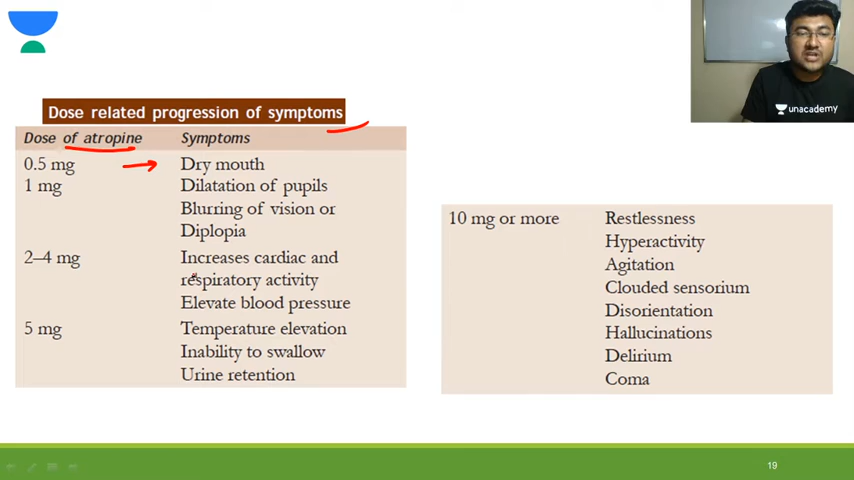 unacademy
Dose related progression of symptoms
Dose of atropine Symptoms
0.5 mg Dry mouth
1 mg Dilatation of pupils
Blurring of vision or
Diplopia
2–4 mg Increases cardiac and
respiratory activity
Elevate blood pressure
5 mg Temperature elevation
Inability to swallow
Urine retention
10 mg or more Restlessness
Hyperactivity
Agitation
Clouded sensorium
Disorientation
Hallucinations
Delirium
Coma
19